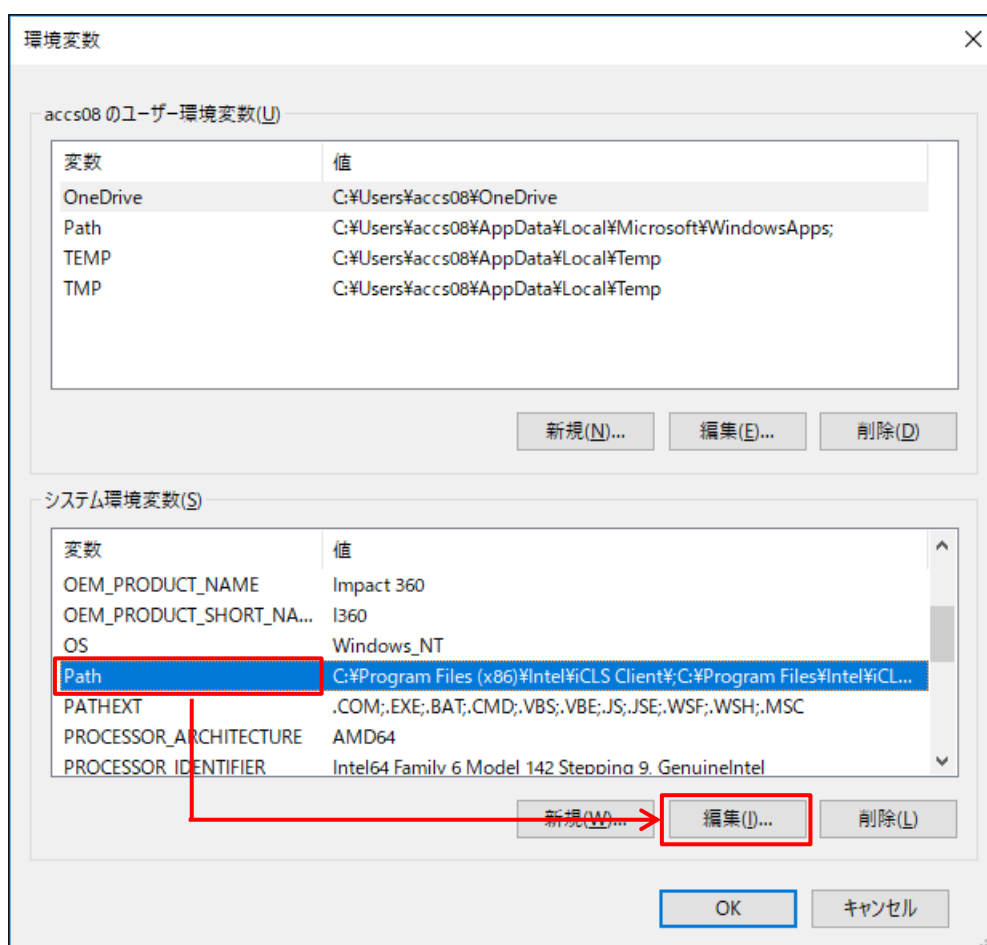 環境変数
accs08 のユーザー環境変数(U)
変数 値
OneDrive C:¥Users¥accs08¥OneDrive
Path C:¥Users¥accs08¥AppData¥Local¥Microsoft¥WindowsApps;
TEMP C:¥Users¥accs08¥AppData¥Local¥Temp
TMP C:¥Users¥accs08¥AppData¥Local¥Temp
新規(N)... 編集(E)... 削除(D)
システム環境変数(S)
変数 値
OEM_PRODUCT_NAME Impact 360
OEM_PRODUCT_SHORT_NA... I360
OS Windows_NT
Path C:¥Program Files (x86)¥Intel¥iCLS Client¥;C:¥Program Files¥Intel¥iCL...
PATHEXT .COM;.EXE;.BAT;.CMD;.VBS;.VBE;.JS;.JSE;.WSF;.WSH;.MSC
PROCESSOR_ARCHITECTURE AMD64
PROCESSOR_IDENTIFIER Intel64 Family 6 Model 142 Stepping 9, GenuineIntel
新規(W)... 編集(I)... 削除(L)
OK キャンセル